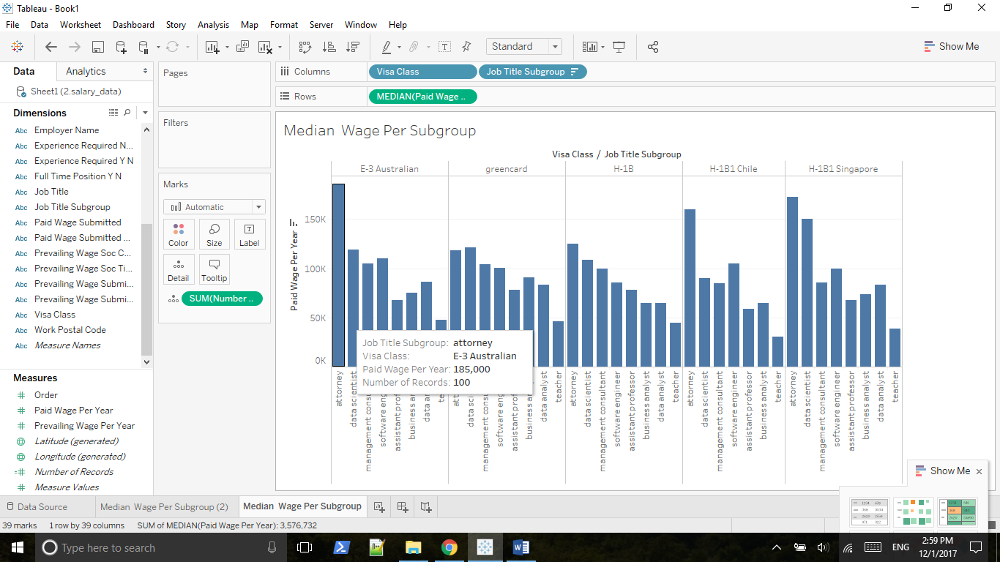 Tableau - Book1
File Data Worksheet Dashboard Story Analysis Map Format Server Window Help
Standard
Show Me
Data Analytics
Sheet1 (2.salary_data)
Dimensions
Abc Employer Name
Abc Experience Required N...
Abc Experience Required Y N
Abc Full Time Position Y N
Abc Job Title
Abc Job Title Subgroup
Abc Paid Wage Submitted
Abc Paid Wage Submitted ...
Abc Prevailing Wage Soc C...
Abc Prevailing Wage Soc Ti...
Abc Prevailing Wage Submi...
Abc Prevailing Wage Submi...
Abc Visa Class
Abc Work Postal Code
Abc Measure Names
Measures
# Order
# Paid Wage Per Year
# Prevailing Wage Per Year
Latitude (generated)
Longitude (generated)
=# Number of Records
# Measure Values
Pages
Filters
Marks
Automatic
Color Size Label
Detail Tooltip
SUM(Number ..
Columns Visa Class Job Title Subgroup
Rows MEDIAN(Paid Wage ..
Median Wage Per Subgroup
Visa Class / Job Title Subgroup
E-3 Australian greencard H-1B H-1B1 Chile H-1B1 Singapore
Paid Wage Per Year
150K
100K
50K
0K
Job Title Subgroup: attorney
Visa Class: E-3 Australian
Paid Wage Per Year: 185,000
Number of Records: 100
attorney
data scientist
management consu
software engi
assistant prof
business an
data analyst
te
att
data scientist
management consultant
software eng
assistant professor
business analyst
data analyst
teacher
attorney
data scientist
management consultant
software engineer
assistant professor
business analyst
data analyst
teacher
attorney
data scientist
management consultant
software engineer
assistant professor
business analyst
teacher
attorney
data scientist
management consultant
software engineer
assistant professor
business analyst
data analyst
teacher
Show Me
Data Source Median Wage Per Subgroup (2) Median Wage Per Subgroup
39 marks 1 row by 39 columns SUM of MEDIAN(Paid Wage Per Year): 3,576,732
Type here to search
ENG
2:59 PM
12/1/2017